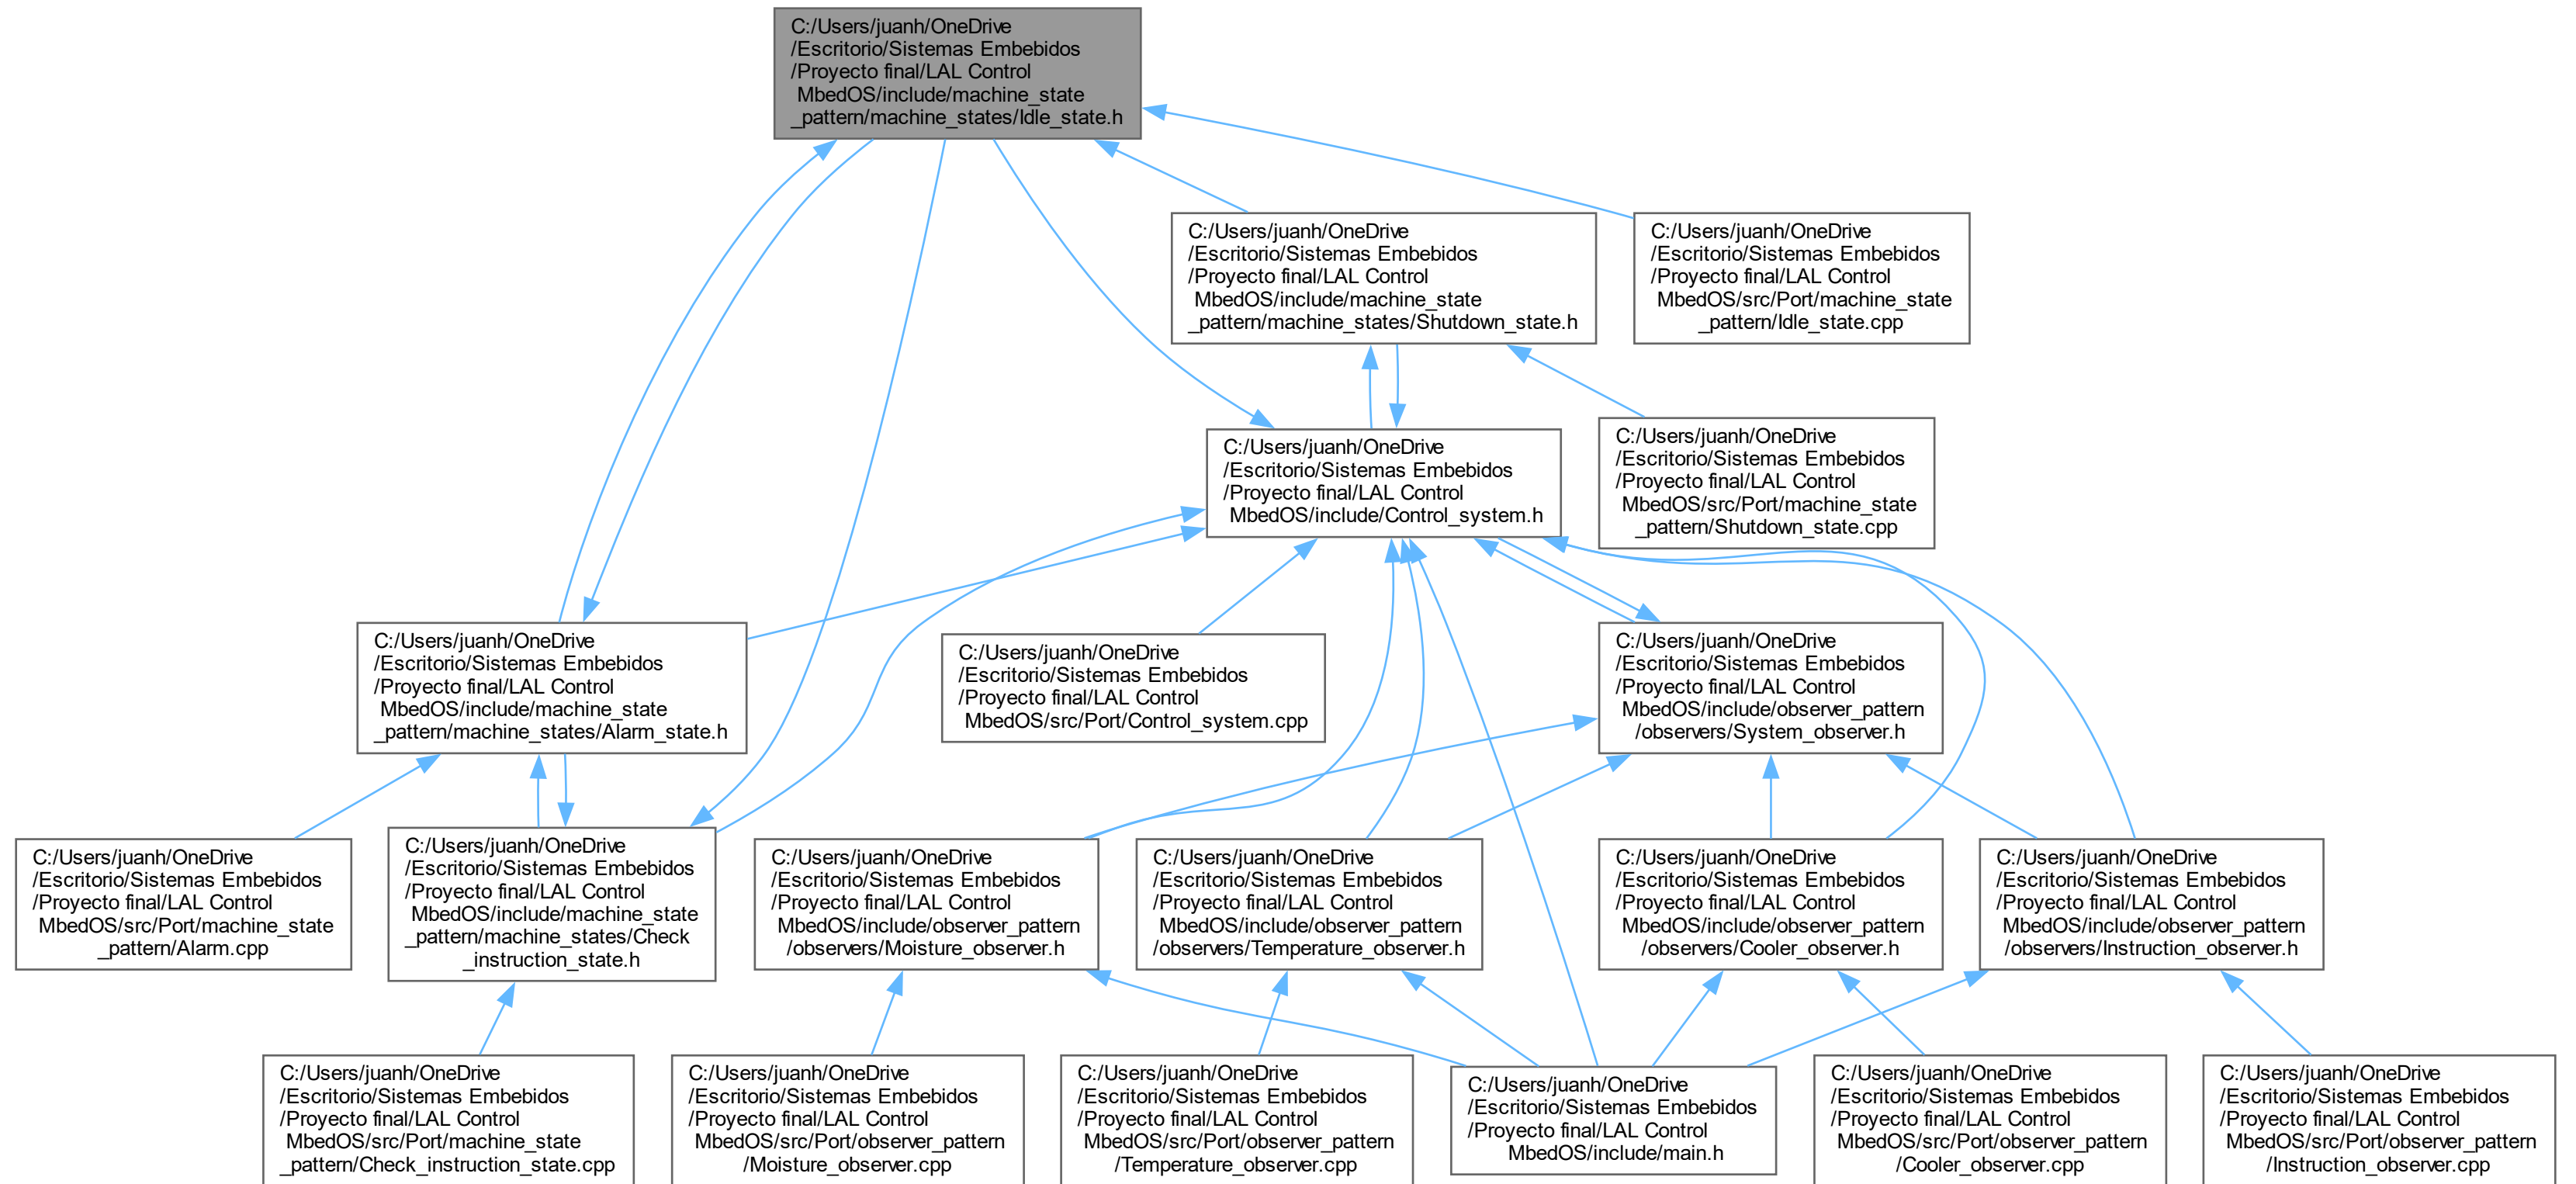 C:/Users/juanh/OneDrive
/Escritorio/Sistemas Embebidos
/Proyecto final/LAL Control
MbedOS/include/machine_state
_pattern/machine_states/Idle_state.h
C:/Users/juanh/OneDrive
/Escritorio/Sistemas Embebidos
/Proyecto final/LAL Control
MbedOS/include/machine_state
_pattern/machine_states/Shutdown_state.h
C:/Users/juanh/OneDrive
/Escritorio/Sistemas Embebidos
/Proyecto final/LAL Control
MbedOS/src/Port/machine_state
_pattern/Idle_state.cpp
C:/Users/juanh/OneDrive
/Escritorio/Sistemas Embebidos
/Proyecto final/LAL Control
MbedOS/include/Control_system.h
C:/Users/juanh/OneDrive
/Escritorio/Sistemas Embebidos
/Proyecto final/LAL Control
MbedOS/src/Port/machine_state
_pattern/Shutdown_state.cpp
C:/Users/juanh/OneDrive
/Escritorio/Sistemas Embebidos
/Proyecto final/LAL Control
MbedOS/include/machine_state
_pattern/machine_states/Alarm_state.h
C:/Users/juanh/OneDrive
/Escritorio/Sistemas Embebidos
/Proyecto final/LAL Control
MbedOS/src/Port/Control_system.cpp
C:/Users/juanh/OneDrive
/Escritorio/Sistemas Embebidos
/Proyecto final/LAL Control
MbedOS/include/observer_pattern
/observers/System_observer.h
C:/Users/juanh/OneDrive
/Escritorio/Sistemas Embebidos
/Proyecto final/LAL Control
MbedOS/src/Port/machine_state
_pattern/Alarm.cpp
C:/Users/juanh/OneDrive
/Escritorio/Sistemas Embebidos
/Proyecto final/LAL Control
MbedOS/include/machine_state
_pattern/machine_states/Check
_instruction_state.h
C:/Users/juanh/OneDrive
/Escritorio/Sistemas Embebidos
/Proyecto final/LAL Control
MbedOS/include/observer_pattern
/observers/Moisture_observer.h
C:/Users/juanh/OneDrive
/Escritorio/Sistemas Embebidos
/Proyecto final/LAL Control
MbedOS/include/observer_pattern
/observers/Temperature_observer.h
C:/Users/juanh/OneDrive
/Escritorio/Sistemas Embebidos
/Proyecto final/LAL Control
MbedOS/include/observer_pattern
/observers/Cooler_observer.h
C:/Users/juanh/OneDrive
/Escritorio/Sistemas Embebidos
/Proyecto final/LAL Control
MbedOS/include/observer_pattern
/observers/Instruction_observer.h
C:/Users/juanh/OneDrive
/Escritorio/Sistemas Embebidos
/Proyecto final/LAL Control
MbedOS/src/Port/machine_state
_pattern/Check_instruction_state.cpp
C:/Users/juanh/OneDrive
/Escritorio/Sistemas Embebidos
/Proyecto final/LAL Control
MbedOS/src/Port/observer_pattern
/Moisture_observer.cpp
C:/Users/juanh/OneDrive
/Escritorio/Sistemas Embebidos
/Proyecto final/LAL Control
MbedOS/src/Port/observer_pattern
/Temperature_observer.cpp
C:/Users/juanh/OneDrive
/Escritorio/Sistemas Embebidos
/Proyecto final/LAL Control
MbedOS/include/main.h
C:/Users/juanh/OneDrive
/Escritorio/Sistemas Embebidos
/Proyecto final/LAL Control
MbedOS/src/Port/observer_pattern
/Cooler_observer.cpp
C:/Users/juanh/OneDrive
/Escritorio/Sistemas Embebidos
/Proyecto final/LAL Control
MbedOS/src/Port/observer_pattern
/Instruction_observer.cpp